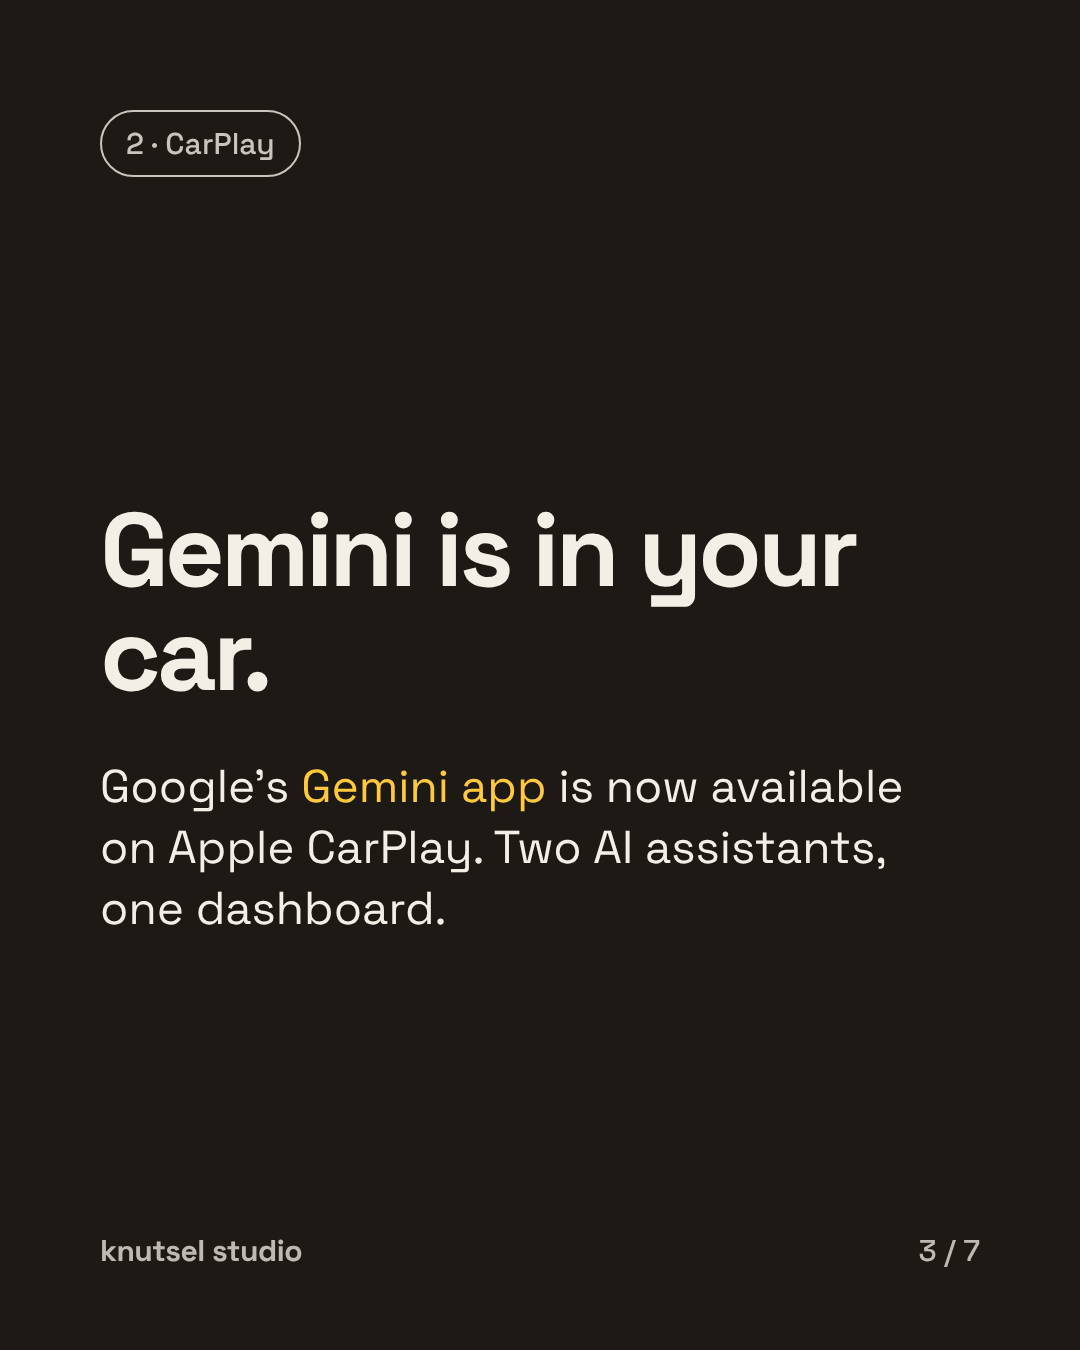 2 · CarPlay
Gemini is in your
car.
Google’s Gemini app is now available
on Apple CarPlay. Two AI assistants,
one dashboard.
knutsel studio
3 / 7